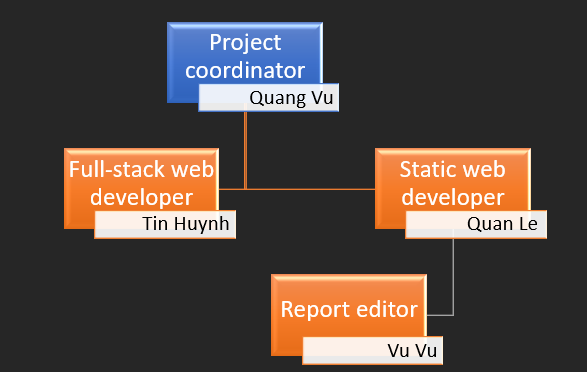 Project
coordinator
Quang Vu
Full-stack web
developer
Tin Huynh
Static web
developer
Quan Le
Report editor
Vu Vu